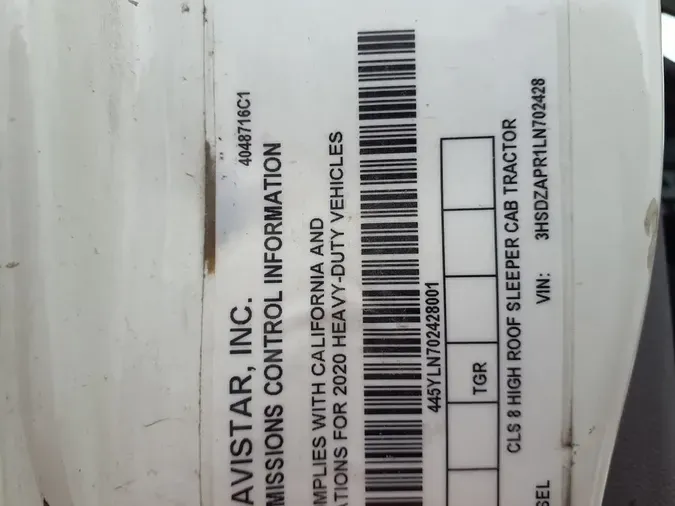 4048716C1
AVISTAR, INC.
MISSIONS CONTROL INFORMATION
MPLIES WITH CALIFORNIA AND
ATIONS FOR 2020 HEAVY-DUTY VEHICLES
445YLN702428001
TGR
CLS 8 HIGH ROOF SLEEPER CAB TRACTOR
SEL VIN: 3HSDZAPR1LN702428